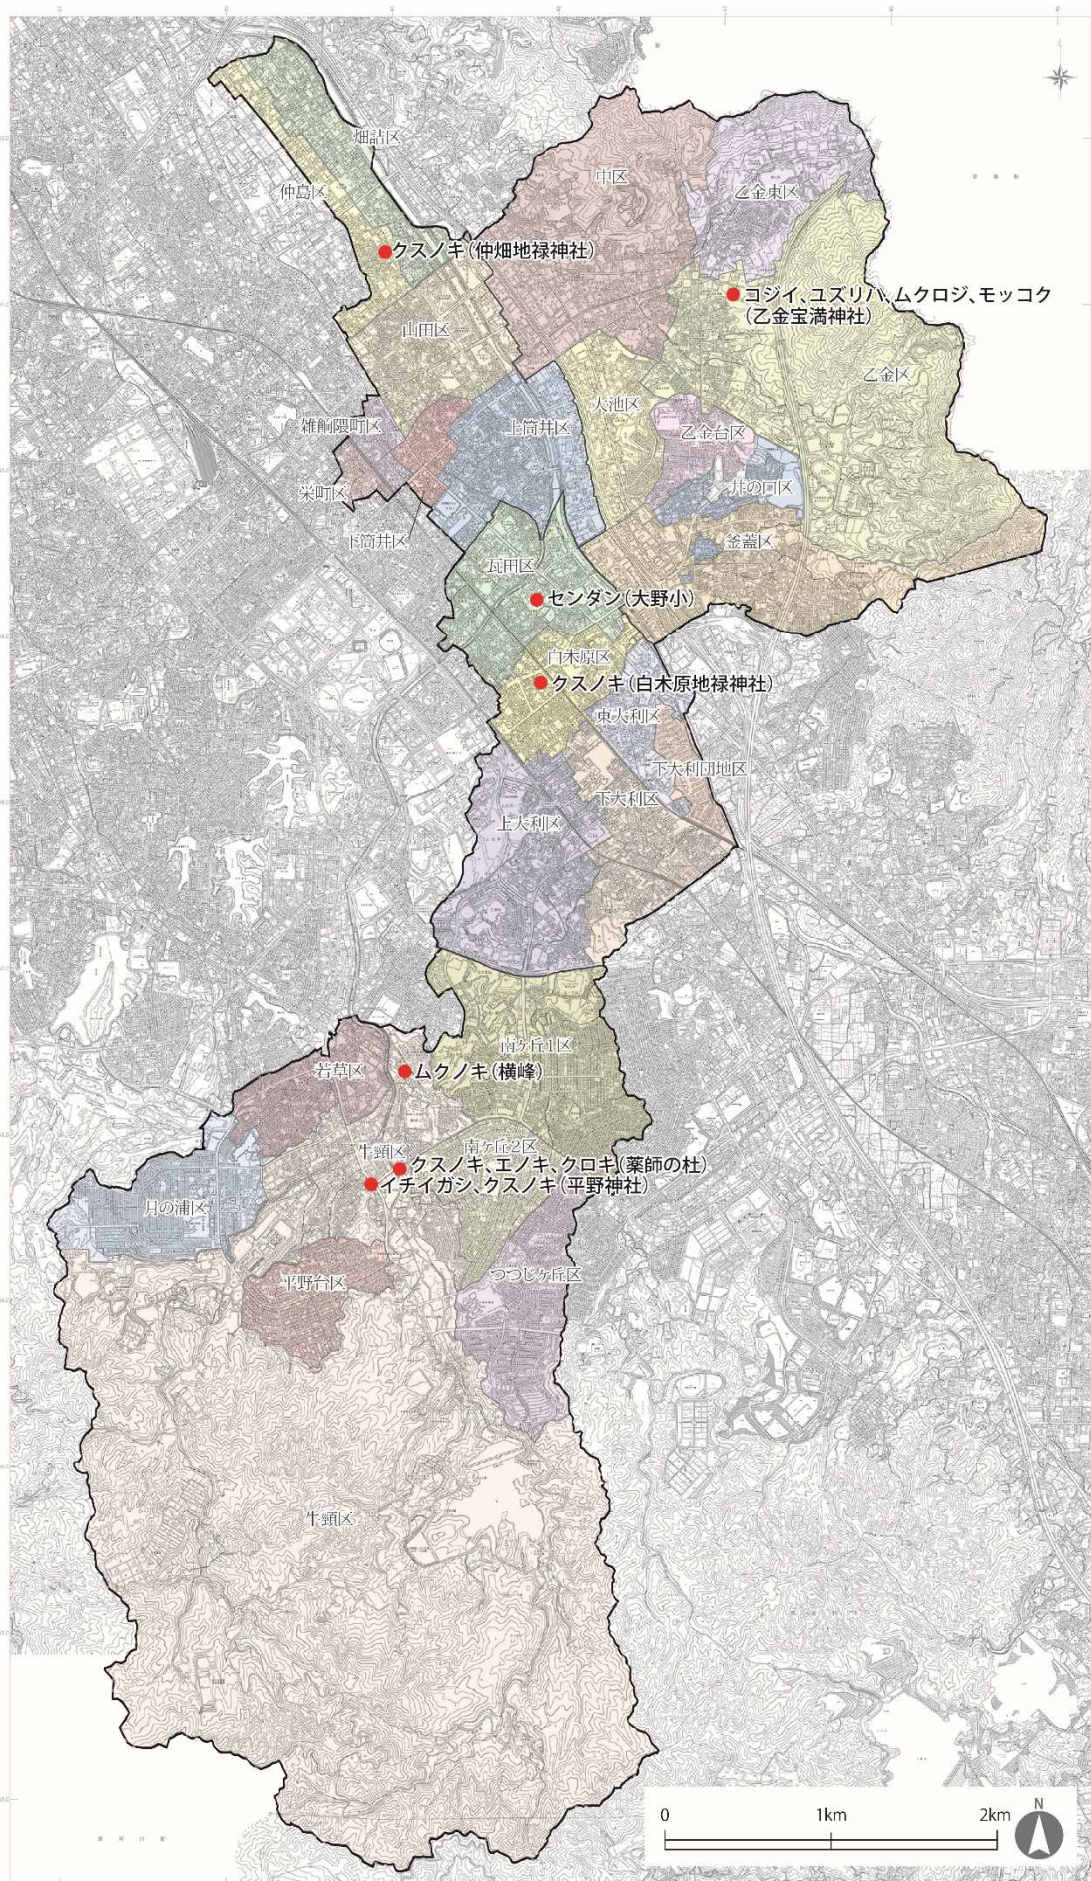 畑詰区
仲島区
中区
乙金東区
クスノキ（仲畑地禄神社）
コジイ、ユズリハ、ムクロジ、モッコク
（乙金宝満神社）
山田区
乙金区
大池区
雑餉隈町区
上筒井区
乙金台区
井の口区
栄町区
下筒井区
釜蓋区
瓦田区
センダン（大野小）
白木原区
クスノキ（白木原地禄神社）
東大利区
下大利団地区
下大利区
上大利区
南ケ丘1区
若草区
ムクノキ（横峰）
牛頸区
南ケ丘2区
クスノキ、エノキ、クロキ（薬師の杜）
イチイガシ、クスノキ（平野神社）
月の浦区
つつじケ丘区
平野台区
牛頸区
0 1km 2km
N